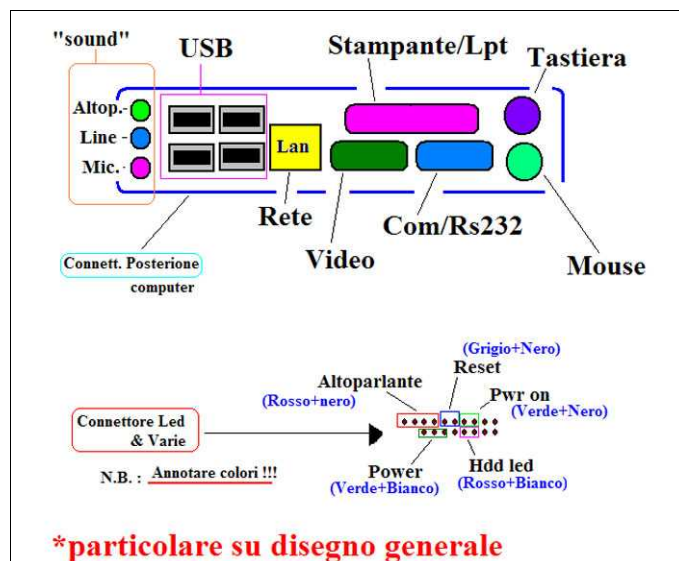 "sound"
USB
Stampante/Lpt
Tastiera
Altop.
Line
Mic.
Lan
Rete
Video
Com/Rs232
Mouse
Connett. Posterione
computer
(Grigio+Nero)
Reset
Altoparlante
(Rosso+nero)
Pwr on
(Verde+Nero)
Connettore Led
& Varie
Power
(Verde+Bianco)
Hdd led
(Rosso+Bianco)
N.B. : Annotare colori !!!
*particolare su disegno generale